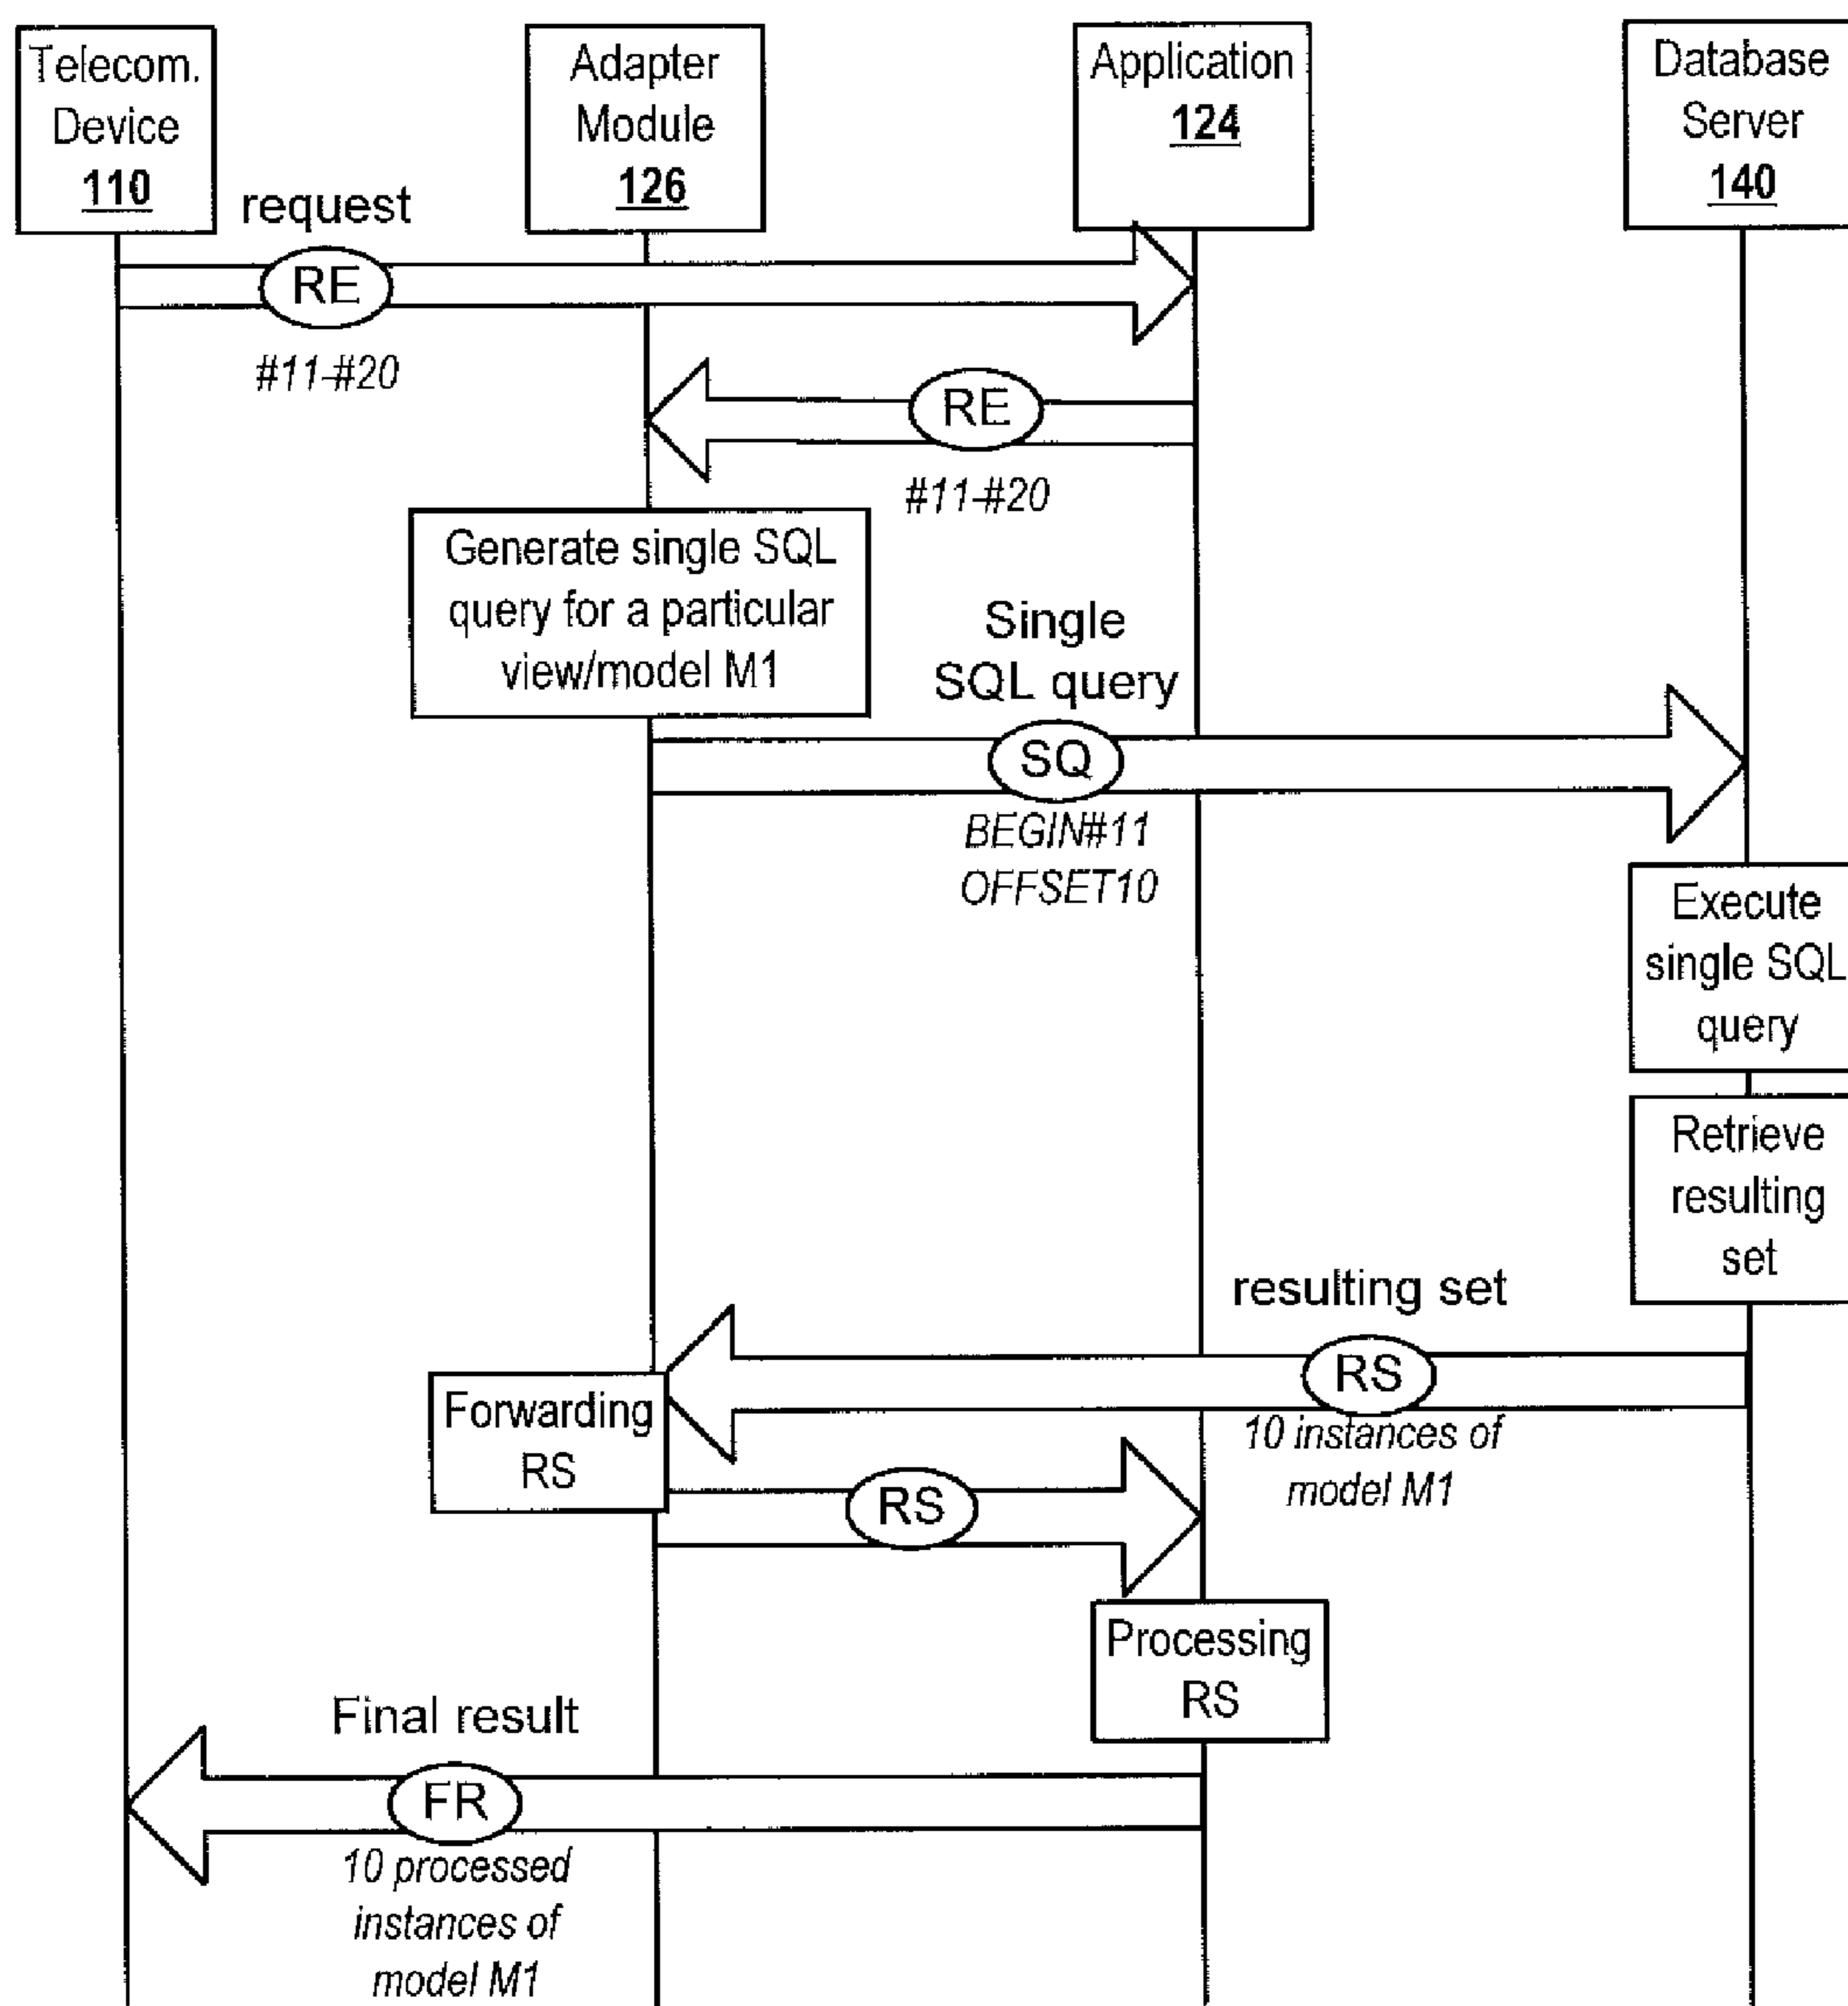 Telecom.
Device
110
Adapter
Module
126
Application
124
Database
Server
140
request
RE
#11-#20
RE
#11-#20
Generate single SQL
query for a particular
view/model M1
Single
SQL query
SQ
BEGIN#11
OFFSET10
Execute
single SQL
query
Retrieve
resulting
set
resulting set
RS
10 instances of
model M1
Forwarding
RS
RS
Processing
RS
Final result
FR
10 processed
instances of
model M1